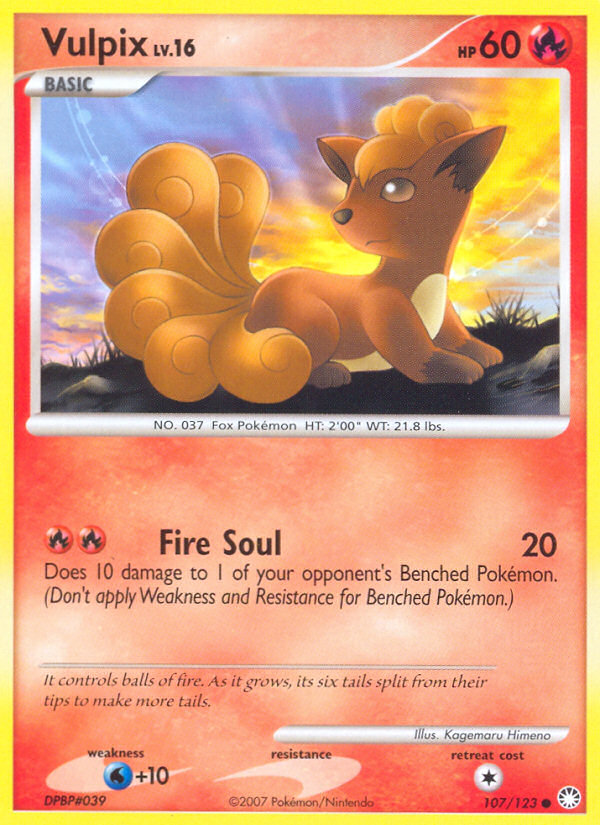 Vulpix LV.16
HP 60
BASIC
NO. 037 Fox Pokémon HT: 2'00" WT: 21.8 lbs.
Fire Soul 20
Does 10 damage to 1 of your opponent's Benched Pokémon.
(Don't apply Weakness and Resistance for Benched Pokémon.)
It controls balls of fire. As it grows, its six tails split from their
tips to make more tails.
Illus. Kagemaru Himeno
weakness resistance retreat cost
+10
DPBP#039 ©2007 Pokémon/Nintendo 107/123